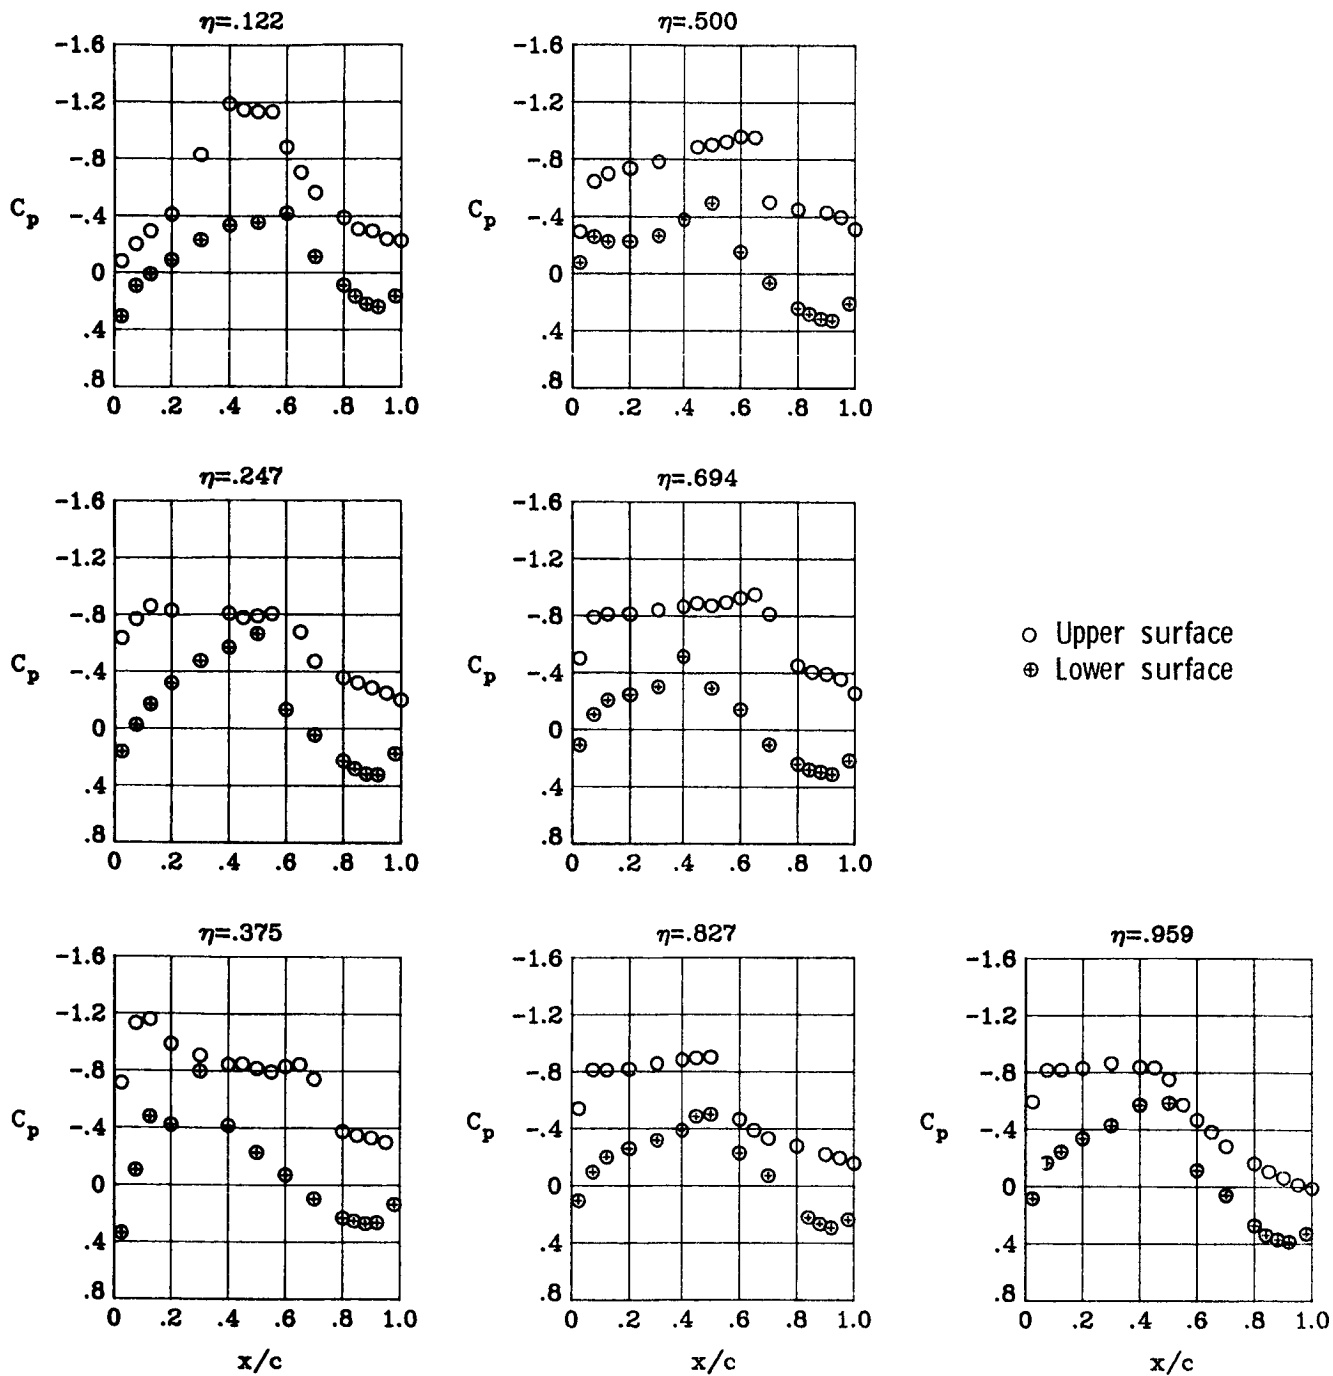 η=.122
-1.6
-1.2
-.8
-.4
0
.4
.8
C_p
0 .2 .4 .6 .8 1.0
η=.500
-1.6
-1.2
-.8
-.4
0
.4
.8
C_p
0 .2 .4 .6 .8 1.0
η=.247
-1.6
-1.2
-.8
-.4
0
.4
.8
C_p
0 .2 .4 .6 .8 1.0
η=.694
-1.6
-1.2
-.8
-.4
0
.4
.8
C_p
0 .2 .4 .6 .8 1.0
Upper surface
Lower surface
η=.375
-1.6
-1.2
-.8
-.4
0
.4
.8
C_p
0 .2 .4 .6 .8 1.0
x/c
η=.827
-1.6
-1.2
-.8
-.4
0
.4
.8
C_p
0 .2 .4 .6 .8 1.0
x/c
η=.959
-1.6
-1.2
-.8
-.4
0
.4
.8
C_p
0 .2 .4 .6 .8 1.0
x/c